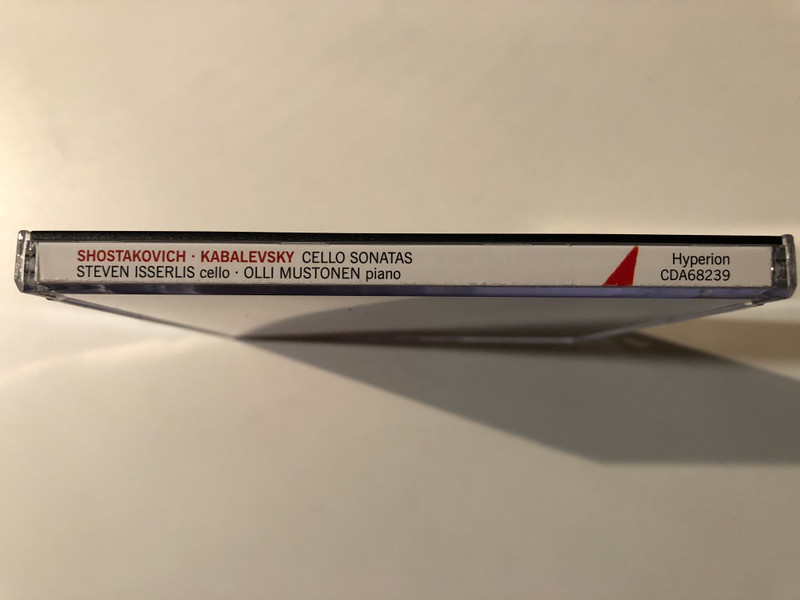 SHOSTAKOVICH · KABALEVSKY CELLO SONATAS
STEVEN ISSERLIS cello · OLLI MUSTONEN piano
Hyperion
CDA68239